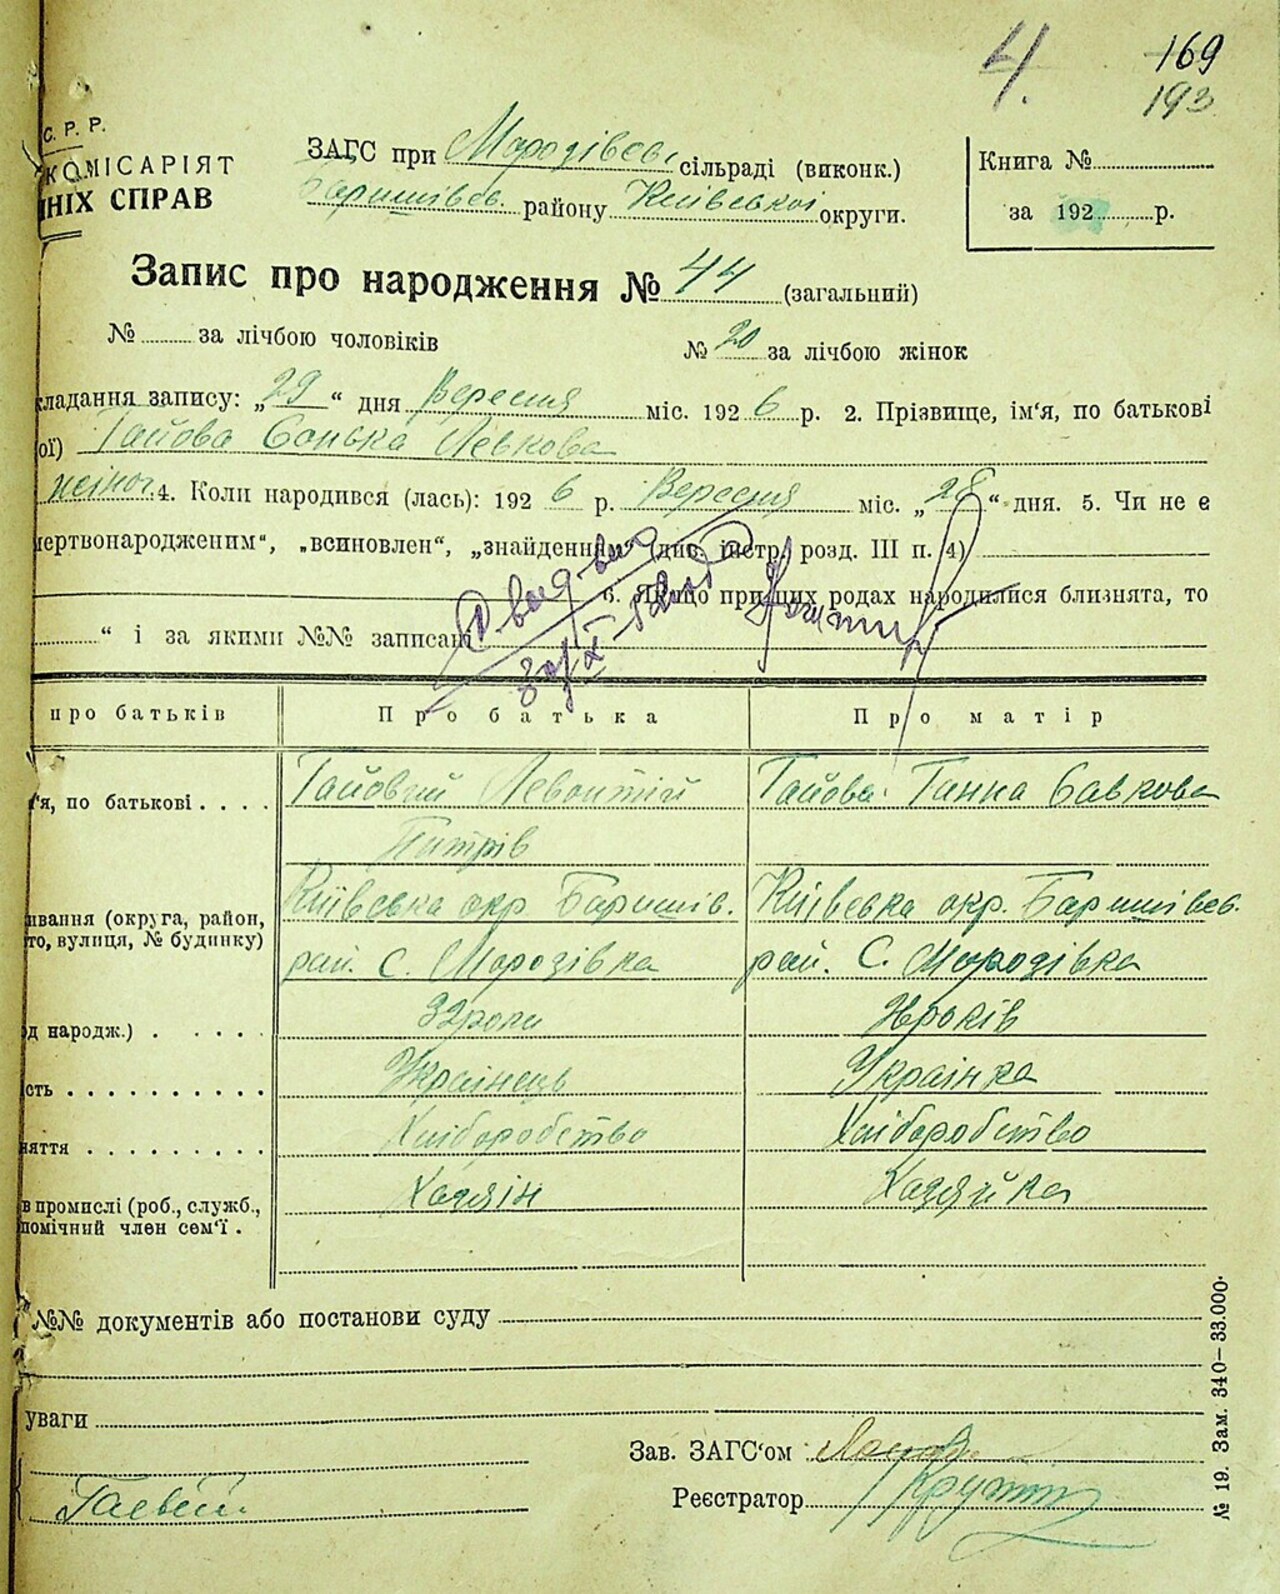 4. 169
193
С. Р. Р.
КОМІСАРІЯТ
НІХ СПРАВ
ЗАГС при Морозівськ сільраді (виконк.)
Баришівськ. району Київської округи.
Книга №
за 192 р.
Запис про народження № 44 (загальний)
№ за лічбою чоловіків № 20 за лічбою жінок
кладання запису: „29“ дня Вересня міс. 1926 р. 2. Прізвище, ім‘я, по батькові
ої) Гайова Сонька Левкова
жіноч. 4. Коли народився (лась): 1926 р. Вересня міс. „28“ дня. 5. Чи не є
мертвонародженим“, „всиновлен“, „знайденим“ (див. інстр. розд. III п. 4)
6. Якщо при цих родах народилися близнята, то
“ і за якими №№ записані
про батьків Про батька Про матір
‘я, по батькові . . . . Гайовий Левонтій Гайова Ганна Савкова
Питрів
ивання (округа, район, Київська окр Баришів. Київська окр. Баришівськ.
то, вулиця, № будинку) рай. С. Морозівка рай. С. Морозівка
д народж.) . . . . . 32 роки років
сть . . . . . . . . . . Українець Українка
няття . . . . . . . . . Хліборобство Хліборобство
в промислі (роб., служб., Хазяін Хазяйка
помічний член сем‘ї .
№№ документів або постанови суду
уваги
Зав. ЗАГС‘ом
Гаевий
Реєстратор
№ 19. Зам. 340—33.000.